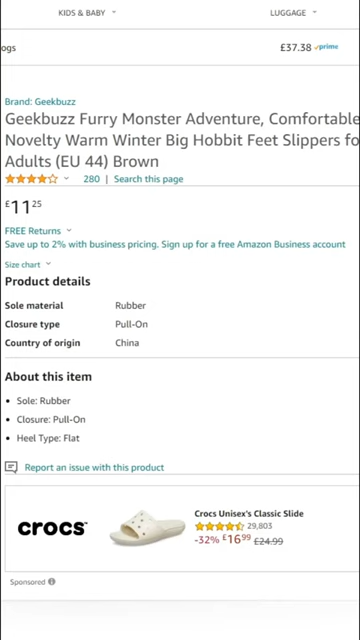 KIDS & BABY LUGGAGE
ogs £37.38 prime
Brand: Geekbuzz
Geekbuzz Furry Monster Adventure, Comfortable
Novelty Warm Winter Big Hobbit Feet Slippers fo
Adults (EU 44) Brown
280 | Search this page
£11 25
FREE Returns
Save up to 2% with business pricing. Sign up for a free Amazon Business account
Size chart
Product details
Sole material Rubber
Closure type Pull-On
Country of origin China
About this item
• Sole: Rubber
• Closure: Pull-On
• Heel Type: Flat
Report an issue with this product
Crocs Unisex's Classic Slide
crocs™ 29,803
-32% £16 99 £24.99
Sponsored